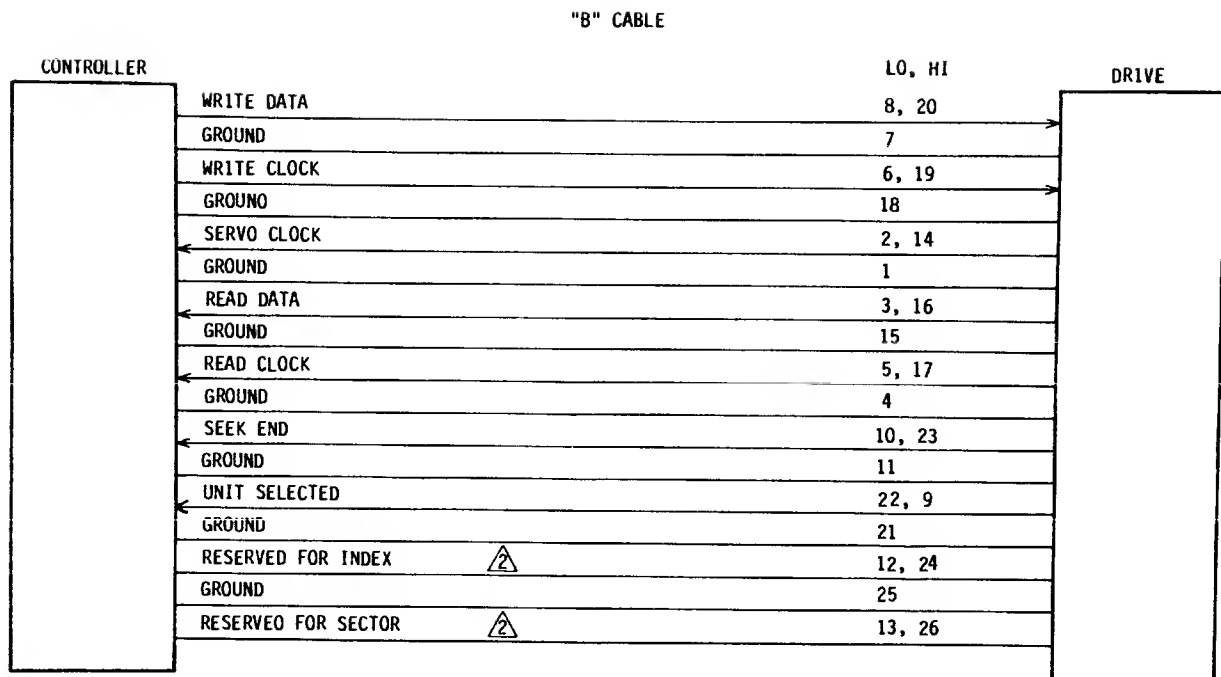 "B" CABLE
CONTROLLER LO, HI DRIVE
WRITE DATA 8, 20
GROUND 7
WRITE CLOCK 6, 19
GROUNO 18
SERVO CLOCK 2, 14
GROUND 1
READ DATA 3, 16
GROUND 15
READ CLOCK 5, 17
GROUND 4
SEEK END 10, 23
GROUND 11
UNIT SELECTED 22, 9
GROUND 21
RESERVED FOR INDEX 2 12, 24
GROUND 25
RESERVEO FOR SECTOR 2 13, 26